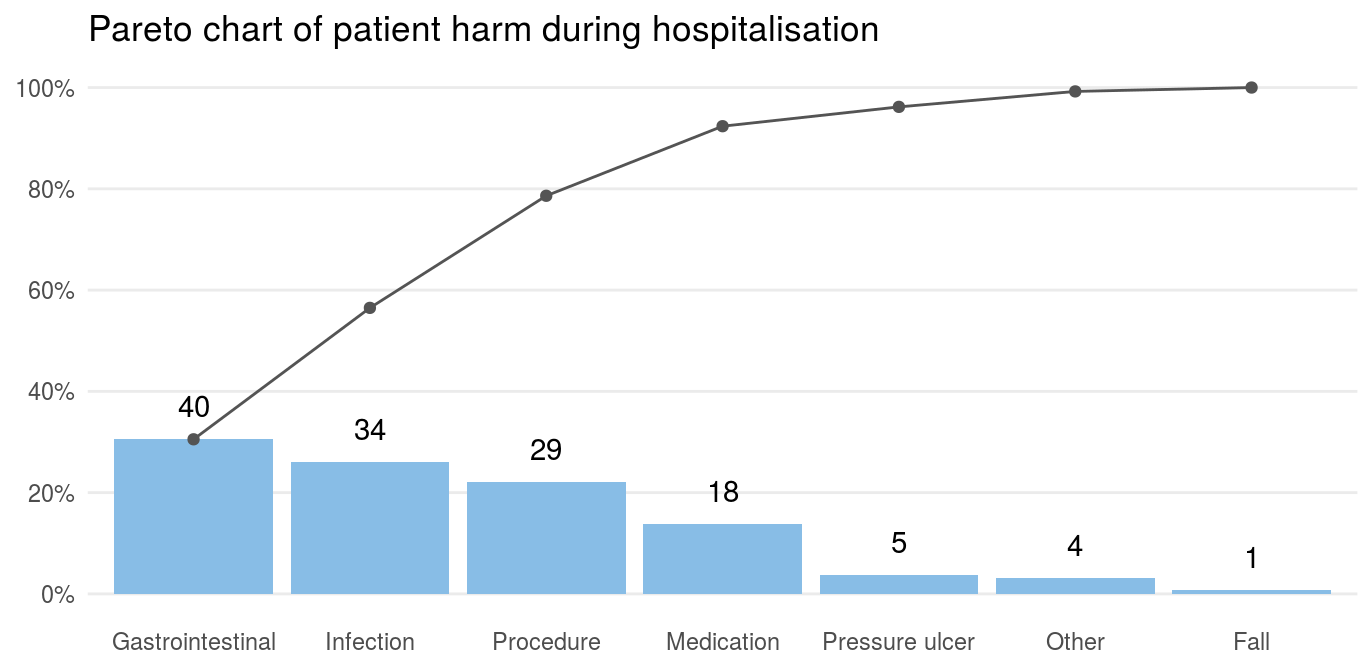 Pareto chart of patient harm during hospitalisation
100%
80%
60%
40%
20%
0%
40
34
29
18
5
4
1
Gastrointestinal
Infection
Procedure
Medication
Pressure ulcer
Other
Fall